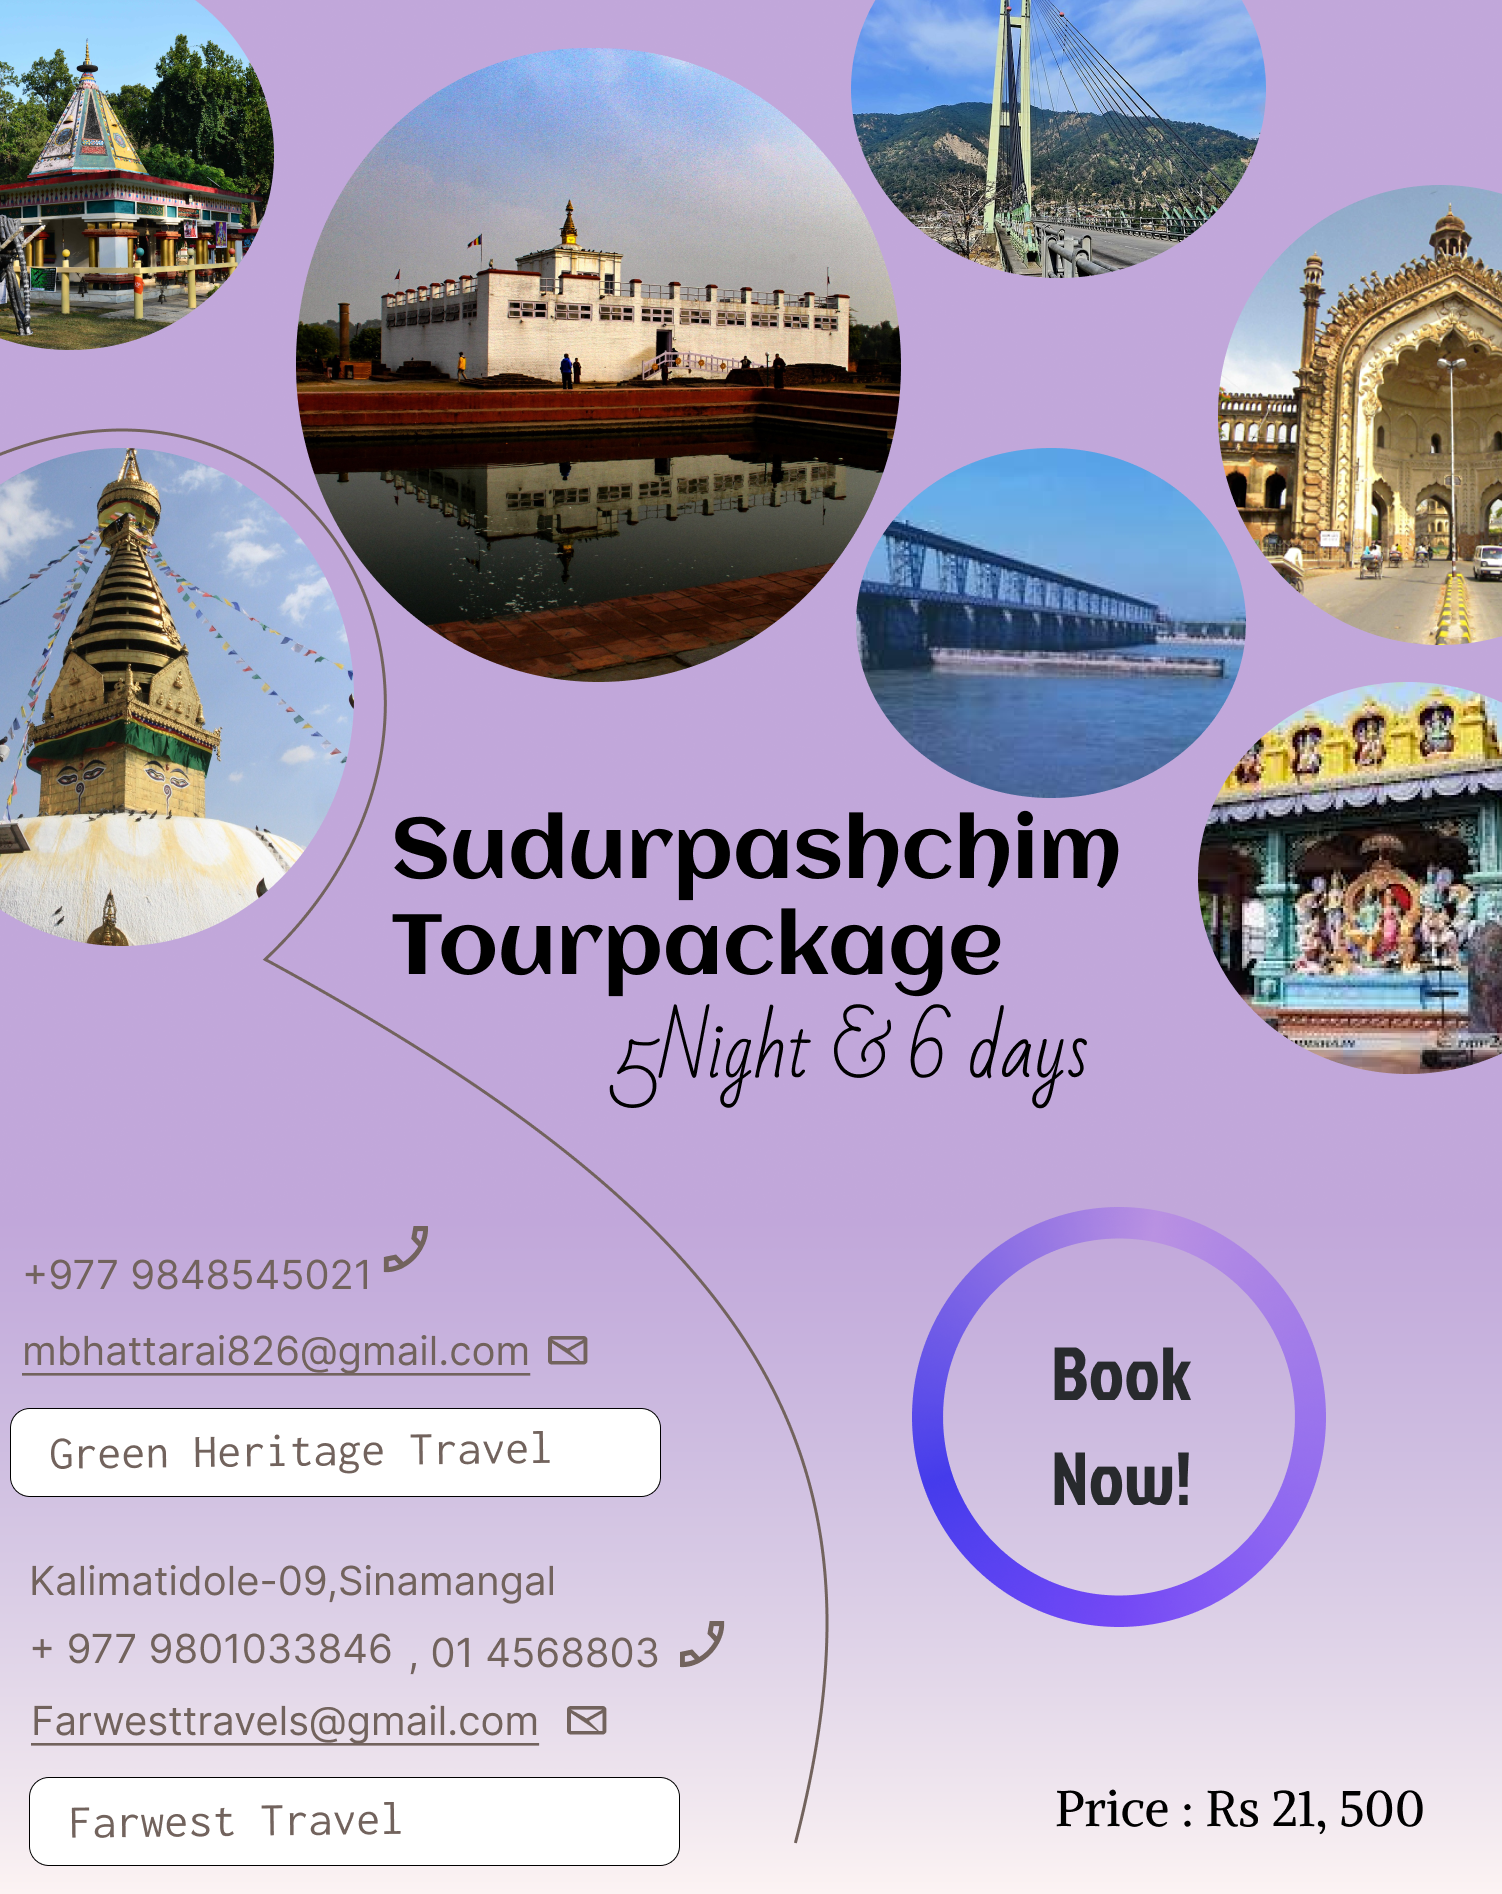 Sudurpashchim
Tourpackage
5Night & 6 days
+977 9848545021
mbhattarai826@gmail.com
Green Heritage Travel
Kalimatidole-09,Sinamangal
+ 977 9801033846 , 01 4568803
Farwesttravels@gmail.com
Farwest Travel
Book
Now!
Price : Rs 21, 500